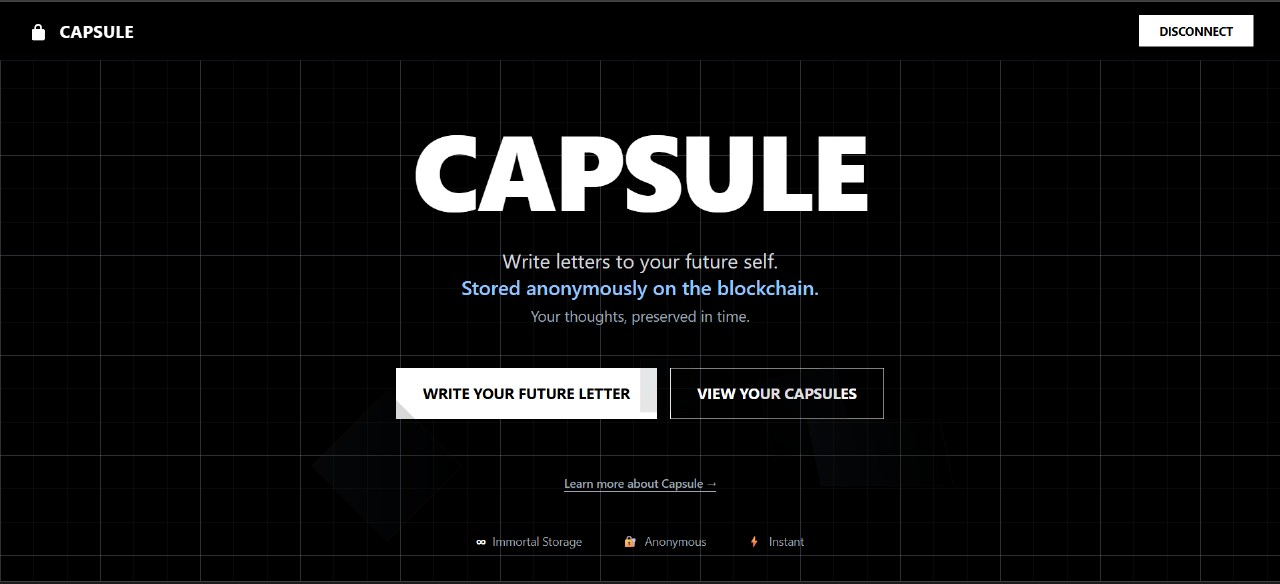 CAPSULE
DISCONNECT
CAPSULE
Write letters to your future self.
Stored anonymously on the blockchain.
Your thoughts, preserved in time.
WRITE YOUR FUTURE LETTER
VIEW YOUR CAPSULES
Learn more about Capsule →
∞ Immortal Storage
🔐 Anonymous
⚡ Instant